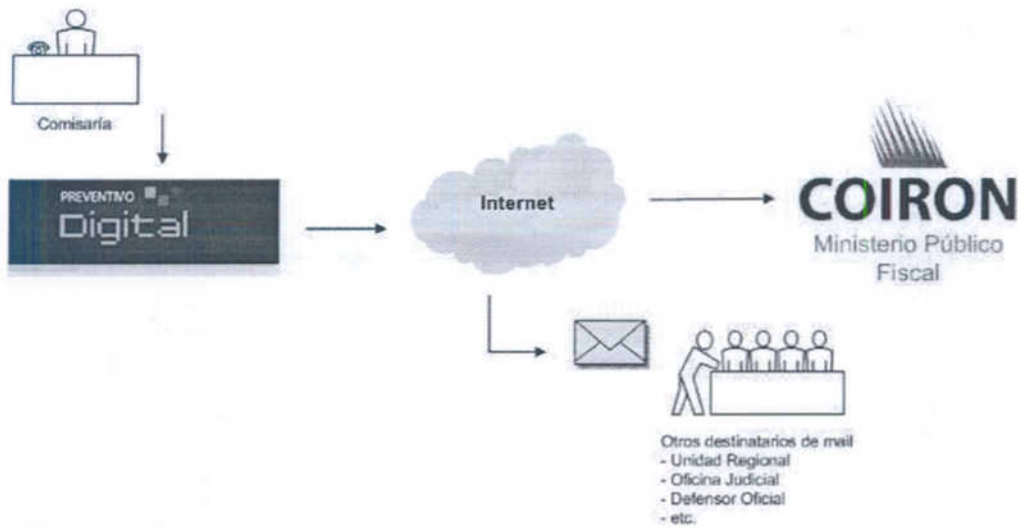 Comisaría
PREVENTIVO
Digital
Internet
COIRON
Ministerio Público
Fiscal
Otros destinatarios de mail
- Unidad Regional
- Oficina Judicial
- Defensor Oficial
- etc.